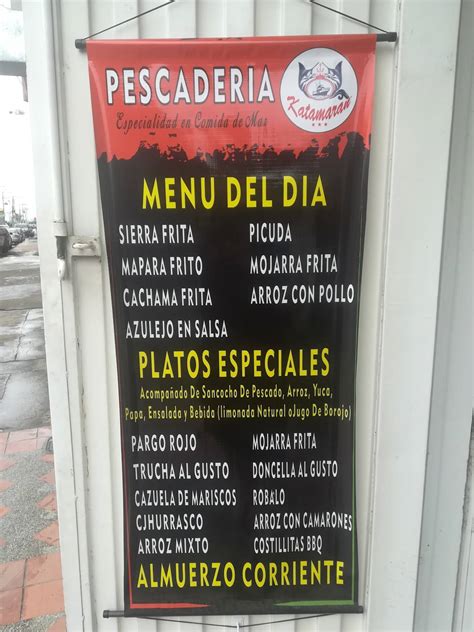 PESCADERIA
Katamarán
Especialidad en Comida de Mar
MENU DEL DIA
SIERRA FRITA
PICUDA
MAPARA FRITO
MOJARRA FRITA
CACHAMA FRITA
ARROZ CON POLLO
AZULEJO EN SALSA
PLATOS ESPECIALES
Acompañado De Sancocho De Pescado, Arroz, Yuca,
Papa, Ensalada y Bebida (limonada Natural oJugo De Borojo)
PARGO ROJO
MOJARRA FRITA
TRUCHA AL GUSTO
DONCELLA AL GUSTO
CAZUELA DE MARISCOS
ROBALO
CJHURRASCO
ARROZ CON CAMARONES
ARROZ MIXTO
COSTILLITAS BBQ
ALMUERZO CORRIENTE